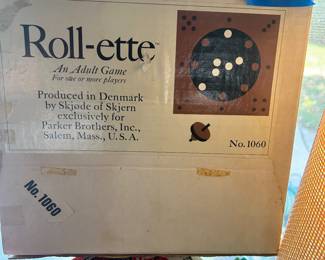 Roll-ette
An Adult Game
For one or more players
Produced in Denmark
by Skjøde of Skjern
exclusively for
Parker Brothers, Inc.,
Salem, Mass., U.S.A.
No. 1060
No. 1060